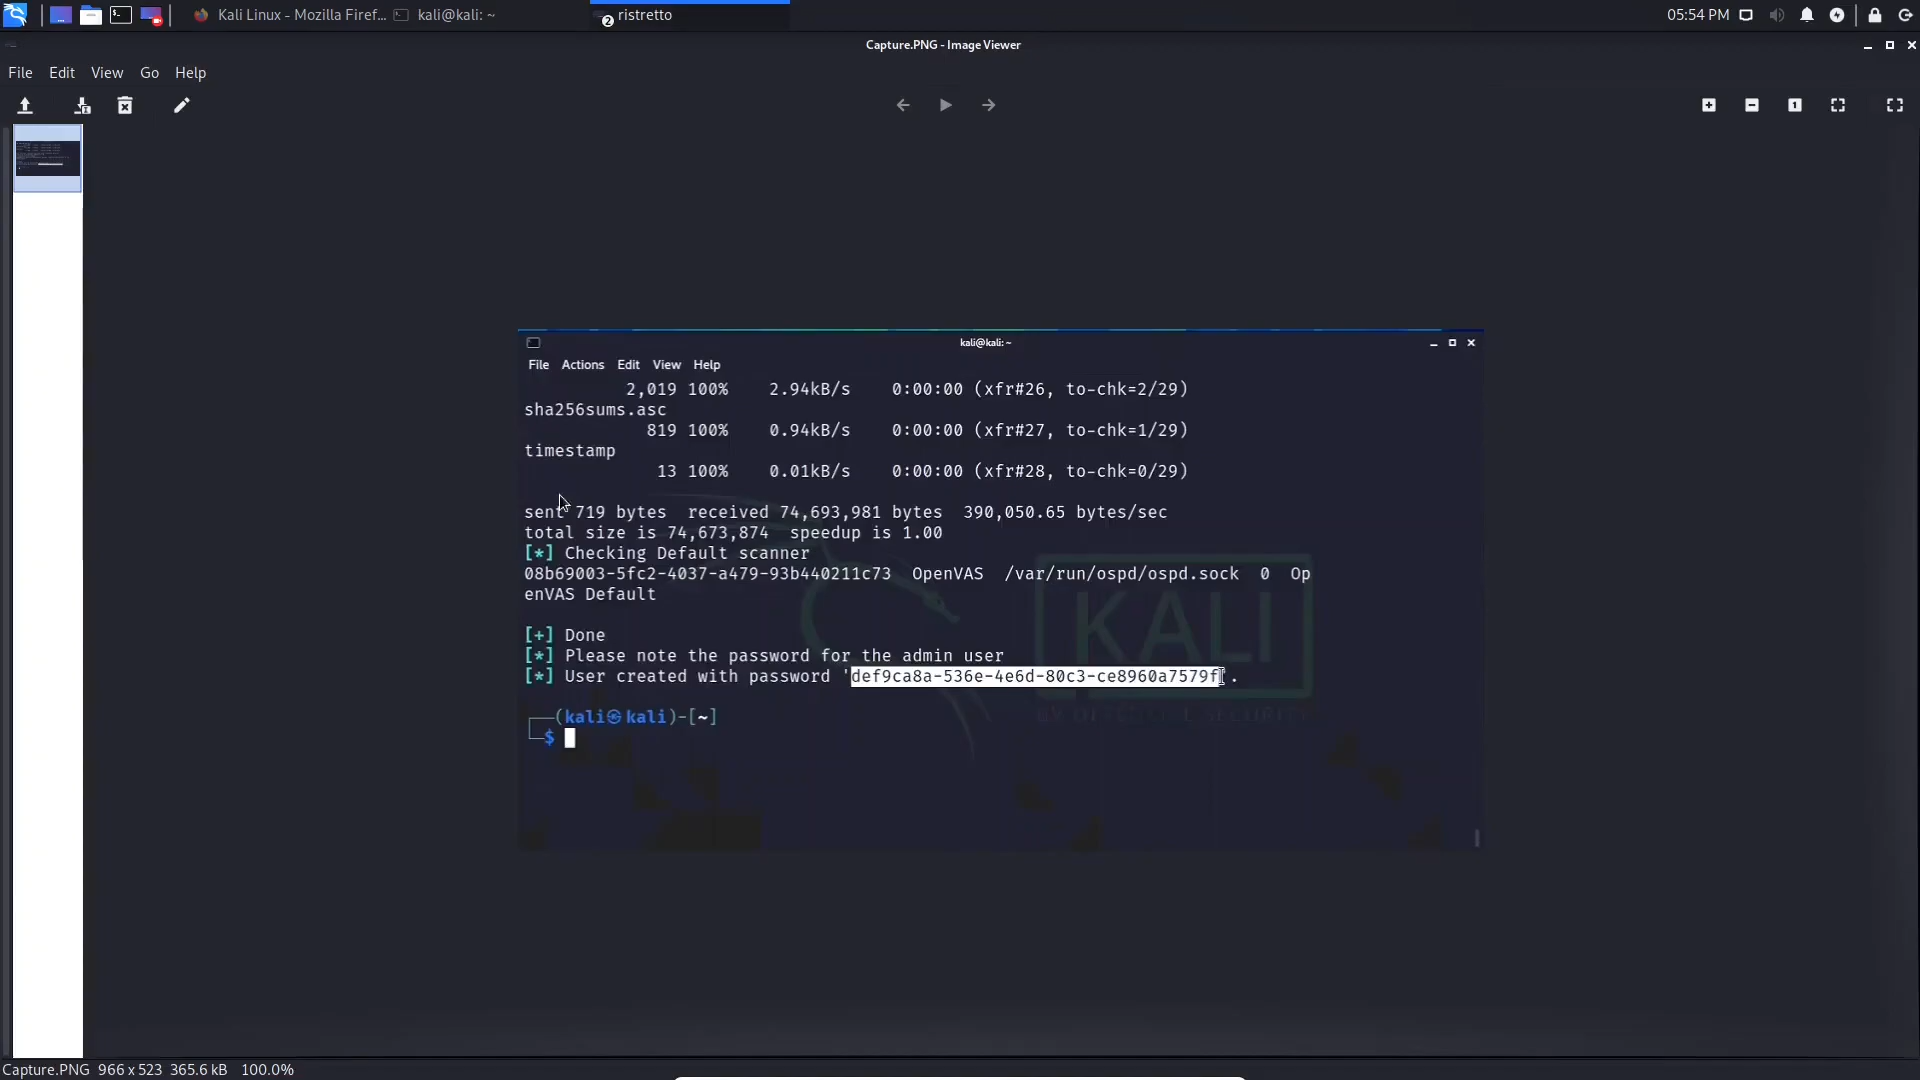 Kali Linux - Mozilla Firef... kali@kali: ~ 2 ristretto 05:54 PM
Capture.PNG - Image Viewer
File Edit View Go Help
kali@kali: ~
File Actions Edit View Help
2,019 100% 2.94kB/s 0:00:00 (xfr#26, to-chk=2/29)
sha256sums.asc
819 100% 0.94kB/s 0:00:00 (xfr#27, to-chk=1/29)
timestamp
13 100% 0.01kB/s 0:00:00 (xfr#28, to-chk=0/29)
sent 719 bytes received 74,693,981 bytes 390,050.65 bytes/sec
total size is 74,673,874 speedup is 1.00
[*] Checking Default scanner
08b69003-5fc2-4037-a479-93b440211c73 OpenVAS /var/run/ospd/ospd.sock 0 Op
enVAS Default
KALI
[+] Done
[*] Please note the password for the admin user
[*] User created with password 'def9ca8a-536e-4e6d-80c3-ce8960a7579f'.
BY OFFENSIVE SECURITY
┌──(kali㉿kali)-[~]
└─$
Capture.PNG 966 x 523 365.6 kB 100.0%